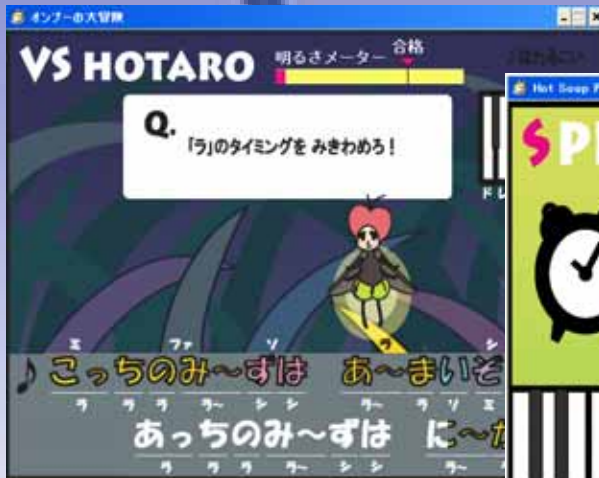 オンプーの大冒険
VS HOTARO
明るさメーター 合格
Q.
「ラ」のタイミングを みきわめろ！
ド レ
ミ ファ ソ ラ シ
♪こっちのみ〜ずは あ〜まいぞ
ラ ラ ラ ラ〜 シ シ ラ〜 ラ ソ ミ
あっちのみ〜ずは に〜が
ラ ラ ラ ラ〜 シ シ ラ〜
Hot Soup P
S PI